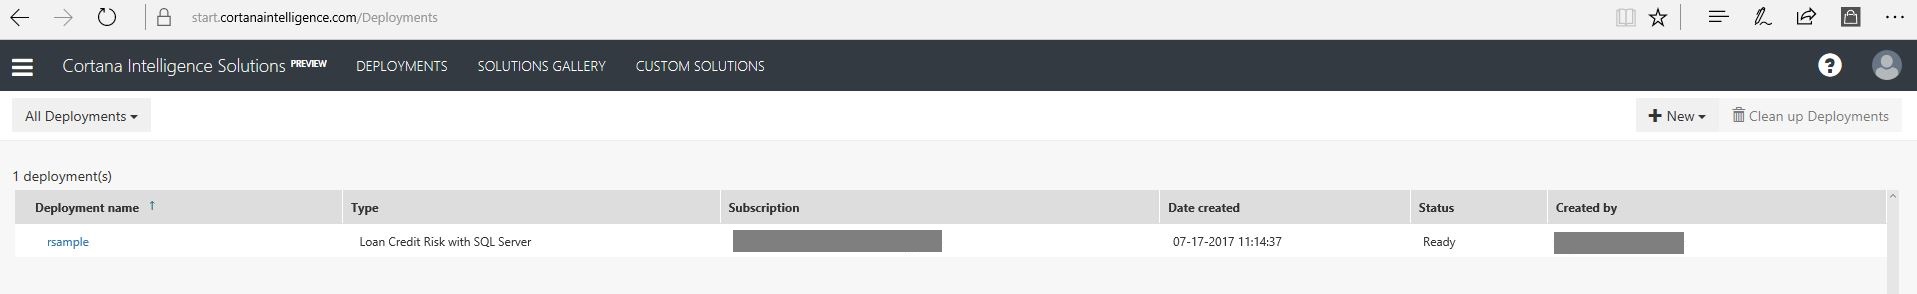 start.cortanaintelligence.com/Deployments
Cortana Intelligence Solutions PREVIEW DEPLOYMENTS SOLUTIONS GALLERY CUSTOM SOLUTIONS ?
All Deployments + New Clean up Deployments
1 deployment(s)
Deployment name ↑ Type Subscription Date created Status Created by
rsample Loan Credit Risk with SQL Server 07-17-2017 11:14:37 Ready